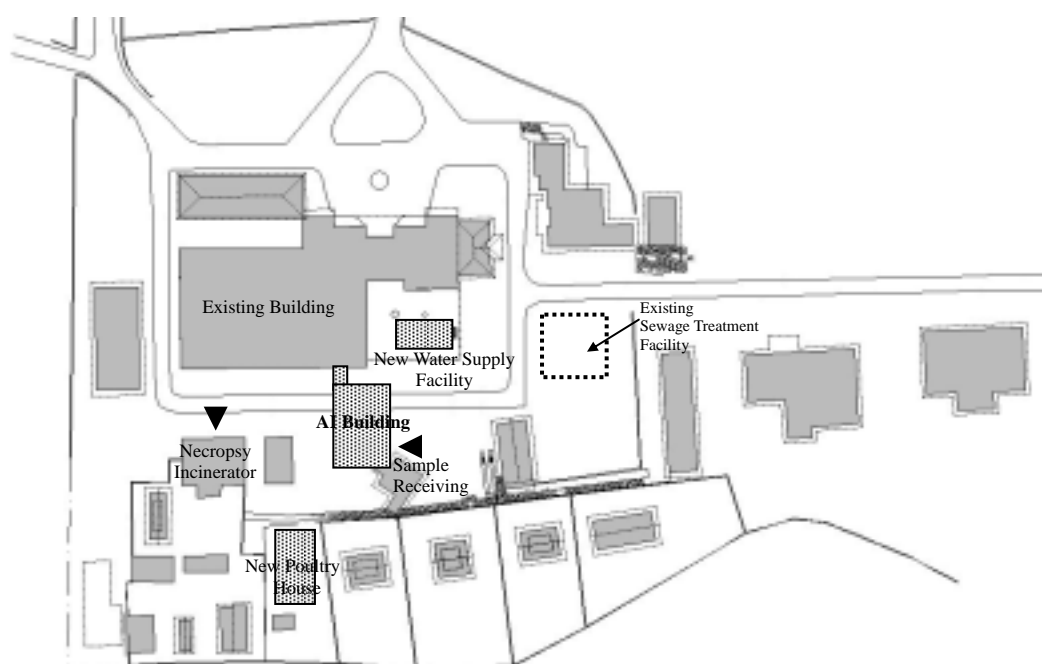 Existing Building
Existing
Sewage Treatment
Facility
New Water Supply
Facility
AI Building
Necropsy
Incinerator
Sample
Receiving
New Poultry
House